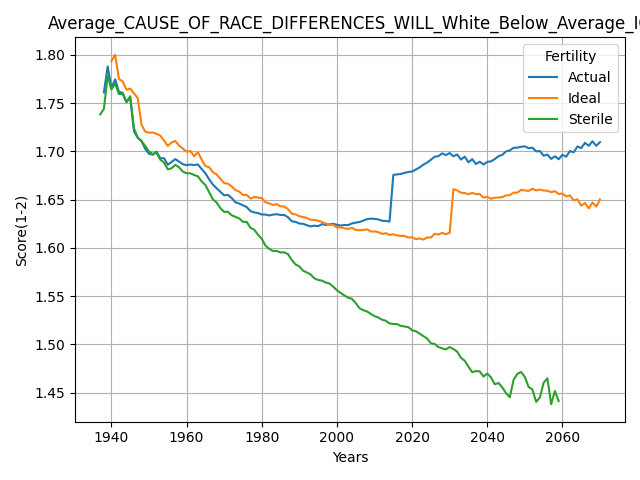 Average_CAUSE_OF_RACE_DIFFERENCES_WILL_White_Below_Average_I
Fertility
Actual
Ideal
Sterile
Score(1-2)
1.80
1.75
1.70
1.65
1.60
1.55
1.50
1.45
1940
1960
1980
2000
2020
2040
2060
Years